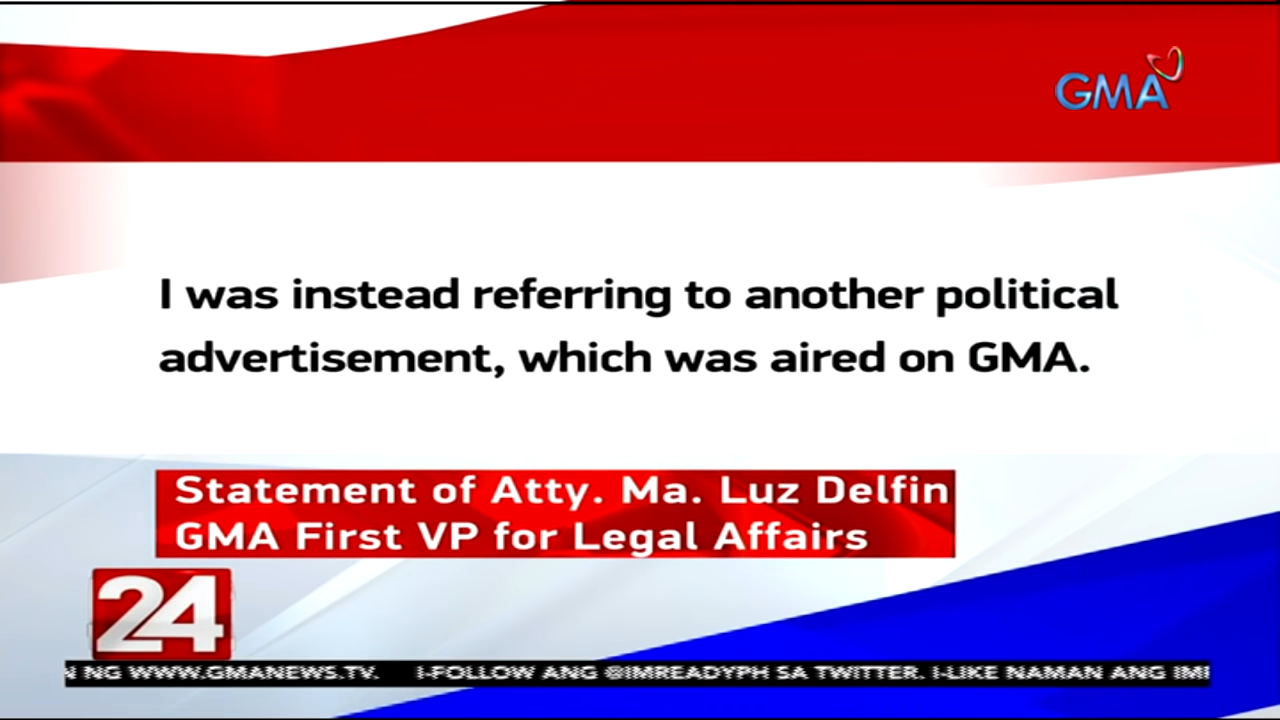 GMA
I was instead referring to another political
advertisement, which was aired on GMA.
Statement of Atty. Ma. Luz Delfin
GMA First VP for Legal Affairs
24
NG WWW.GMANEWS.TV. I-FOLLOW ANG @IMREADYPH SA TWITTER. I-LIKE NAMAN ANG